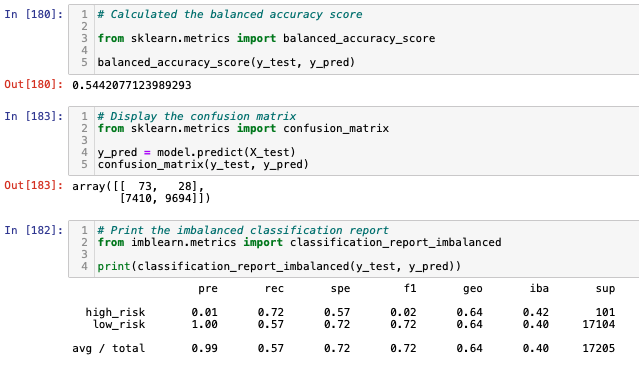 In [180]: 1 # Calculated the balanced accuracy score
2
3 from sklearn.metrics import balanced_accuracy_score
4
5 balanced_accuracy_score(y_test, y_pred)
Out[180]: 0.5442077123989293
In [183]: 1 # Display the confusion matrix
2 from sklearn.metrics import confusion_matrix
3
4 y_pred = model.predict(X_test)
5 confusion_matrix(y_test, y_pred)
Out[183]: array([[  73,   28],
       [7410, 9694]])
In [182]: 1 # Print the imbalanced classification report
2 from imblearn.metrics import classification_report_imbalanced
3
4 print(classification_report_imbalanced(y_test, y_pred))
pre rec spe f1 geo iba sup
high_risk 0.01 0.72 0.57 0.02 0.64 0.42 101
low_risk 1.00 0.57 0.72 0.72 0.64 0.40 17104
avg / total 0.99 0.57 0.72 0.72 0.64 0.40 17205